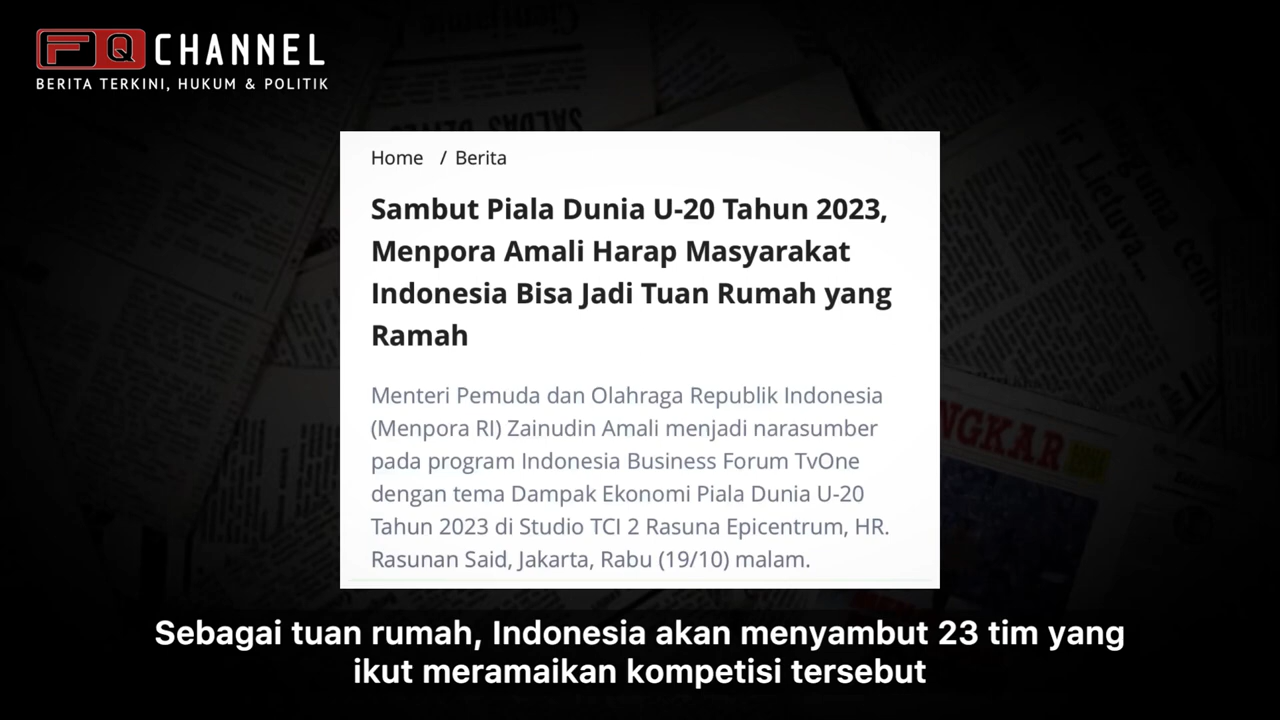 FQ CHANNEL
BERITA TERKINI, HUKUM & POLITIK
Home / Berita
Sambut Piala Dunia U-20 Tahun 2023,
Menpora Amali Harap Masyarakat
Indonesia Bisa Jadi Tuan Rumah yang
Ramah
Menteri Pemuda dan Olahraga Republik Indonesia
(Menpora RI) Zainudin Amali menjadi narasumber
pada program Indonesia Business Forum TvOne
dengan tema Dampak Ekonomi Piala Dunia U-20
Tahun 2023 di Studio TCI 2 Rasuna Epicentrum, HR.
Rasunan Said, Jakarta, Rabu (19/10) malam.
Sebagai tuan rumah, Indonesia akan menyambut 23 tim yang
ikut meramaikan kompetisi tersebut